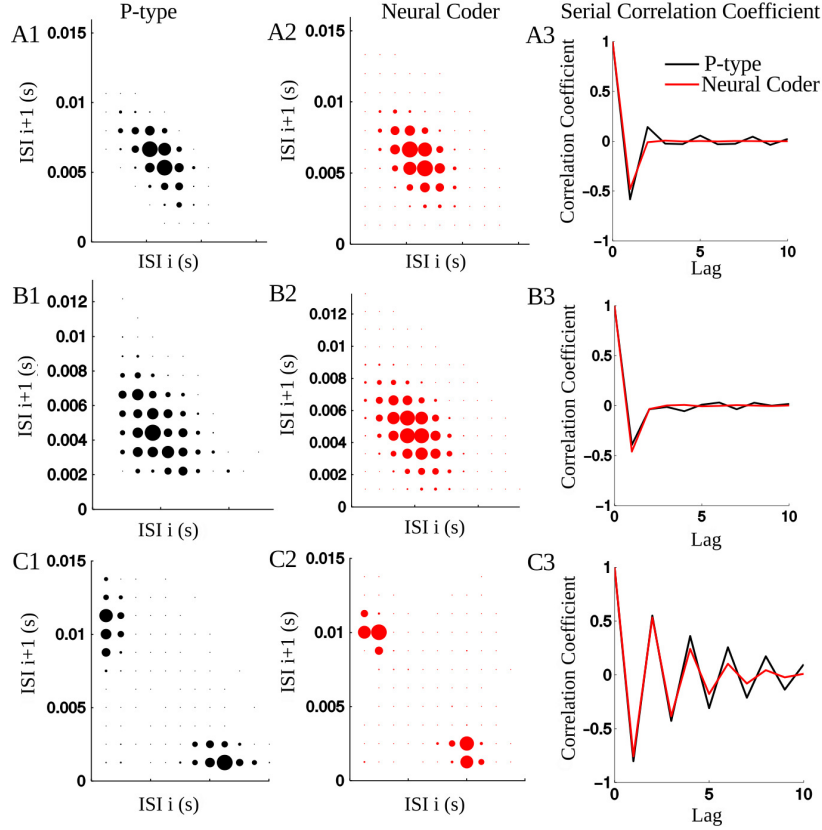 P-type Neural Coder Serial Correlation Coefficient
A1 A2 A3
0.015 0.015 1
P-type
Neural Coder
ISI i+1 (s) ISI i+1 (s) Correlation Coefficient
0.01 0.01 0.5
0.005 0.005 0
-0.5
0 0 -1
0 5 10
ISI i (s) ISI i (s) Lag
B1 B2 B3
0.012 0.012 1
0.01 0.01 0.5
ISI i+1 (s) ISI i+1 (s) Correlation Coefficient
0.008 0.008
0.006 0.006 0
0.004 0.004
0.002 0.002 -0.5
0 0 -1
0 5 10
ISI i (s) ISI i (s) Lag
C1 C2 C3
0.015 0.015 1
ISI i+1 (s) ISI i+1 (s) Correlation Coefficient
0.01 0.01 0.5
0
0.005 0.005 -0.5
0 0 -1
0 5 10
ISI i (s) ISI i (s) Lag